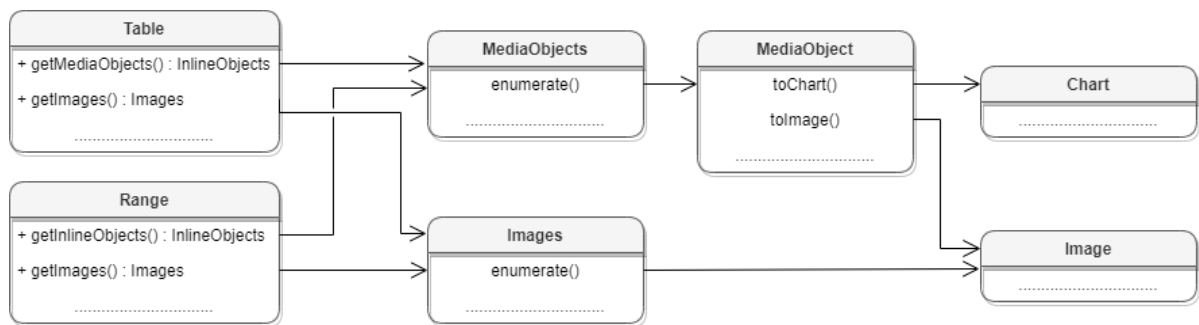 Table
+ getMediaObjects() : InlineObjects
+ getImages() : Images
Range
+ getInlineObjects() : InlineObjects
+ getImages() : Images
MediaObjects
enumerate()
Images
enumerate()
MediaObject
toChart()
toImage()
Chart
Image